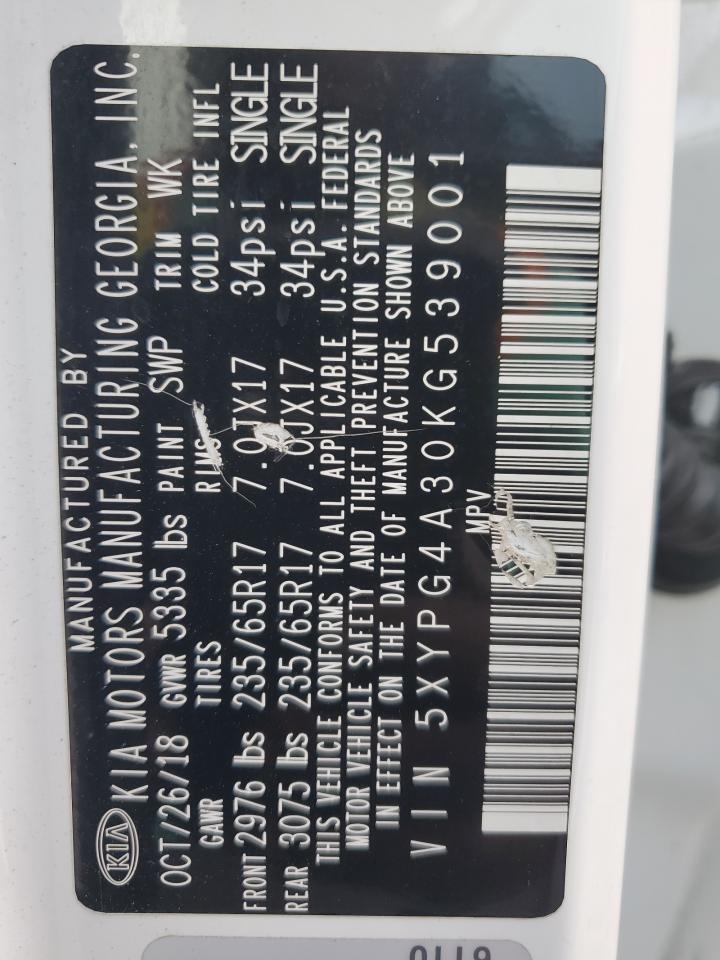 MANUFACTURED BY
KIA KIA MOTORS MANUFACTURING GEORGIA, INC.
OCT/26/18 GVWR 5335 lbs PAINT SWP TRIM WK
GAWR TIRES RIMS COLD TIRE INFL
FRONT 2976 lbs 235/65R17 7.0JX17 34psi SINGLE
REAR 3075 lbs 235/65R17 7.0JX17 34psi SINGLE
THIS VEHICLE CONFORMS TO ALL APPLICABLE U.S.A. FEDERAL
MOTOR VEHICLE SAFETY AND THEFT PREVENTION STANDARDS
IN EFFECT ON THE DATE OF MANUFACTURE SHOWN ABOVE
VIN 5XYPG4A30KG539001
MPV